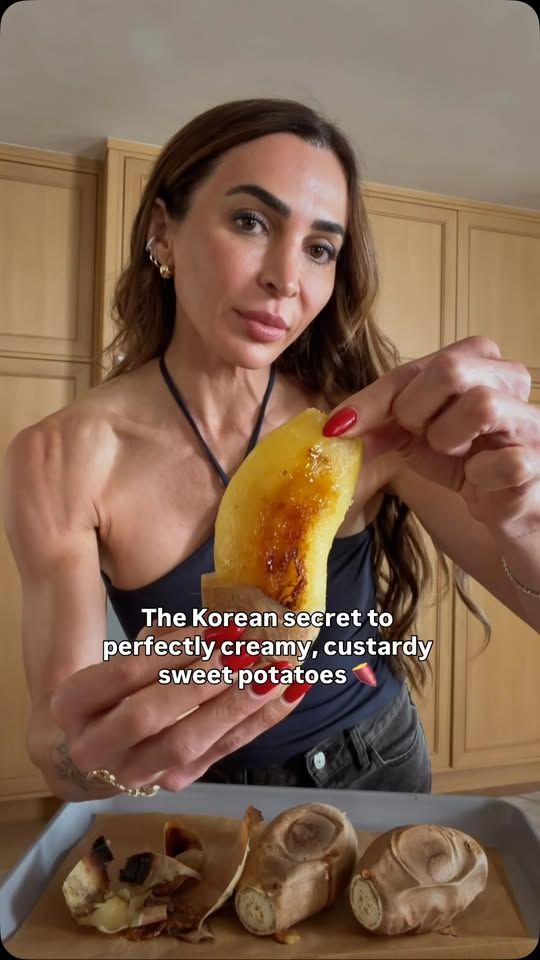 The Korean secret to
perfectly creamy, custardy
sweet potatoes 🍠